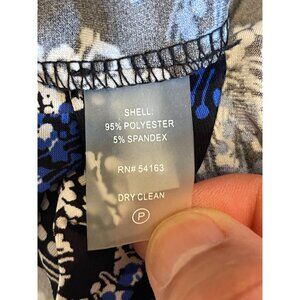 SHELL:
95% POLYESTER
5% SPANDEX
RN# 54163
DRY CLEAN
P